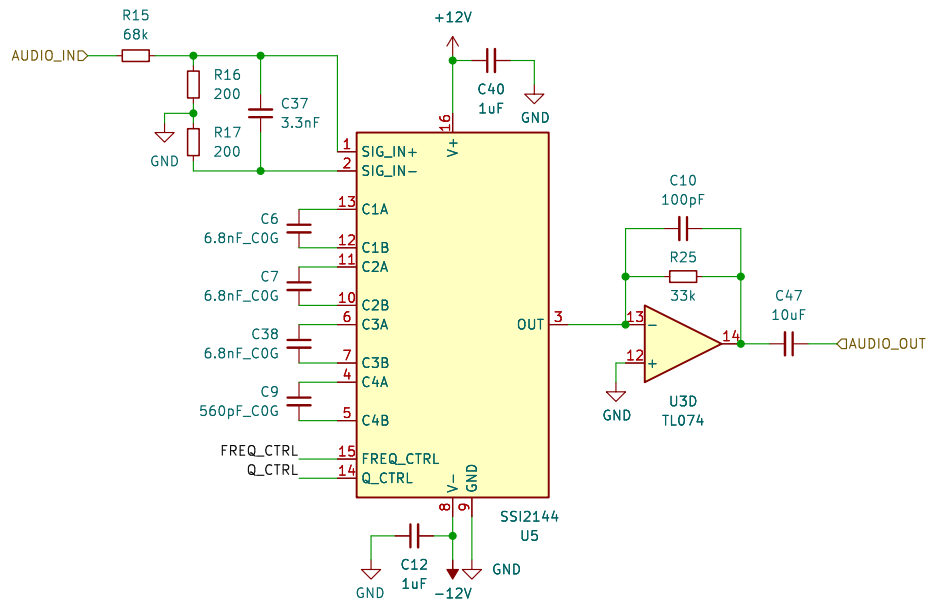 R15
68k
AUDIO_IN
R16
200
C37
3.3nF
R17
200
GND
+12V
C40
1uF
GND
16
V+
1
SIG_IN+
2
SIG_IN-
13
C1A
C6
6.8nF_C0G
12
C1B
11
C2A
C7
6.8nF_C0G
10
C2B
6
C3A
C38
6.8nF_C0G
7
C3B
4
C4A
C9
560pF_C0G
5
C4B
FREQ_CTRL
15
FREQ_CTRL
Q_CTRL
14
Q_CTRL
OUT
3
V-
GND
8
9
SSI2144
U5
C12
1uF
GND
-12V
GND
C10
100pF
R25
33k
13
-
12
+
14
GND
U3D
TL074
C47
10uF
AUDIO_OUT